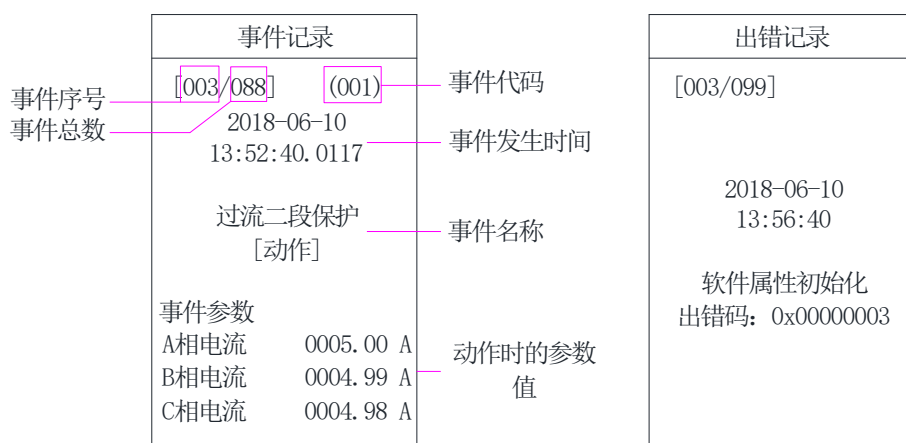 事件记录
[003/088] (001)
2018-06-10
13:52:40.0117
过流二段保护
[动作]
事件参数
A相电流 0005.00 A
B相电流 0004.99 A
C相电流 0004.98 A
事件序号
事件总数
事件代码
事件发生时间
事件名称
动作时的参数
值
出错记录
[003/099]
2018-06-10
13:56:40
软件属性初始化
出错码：0x00000003